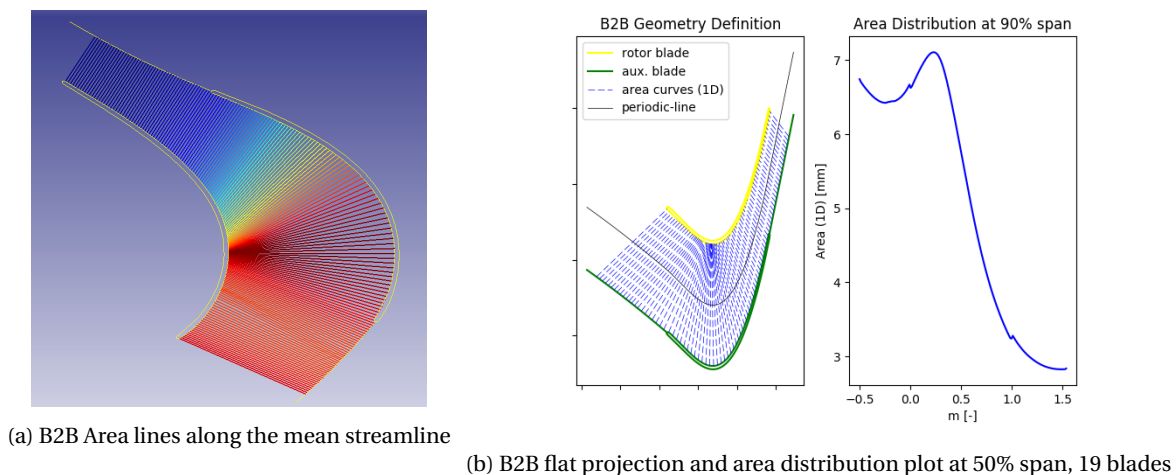 B2B Geometry Definition
rotor blade
aux. blade
area curves (1D)
periodic-line
Area Distribution at 90% span
Area (1D) [mm]
7
6
5
4
3
−0.5
0.0
0.5
1.0
1.5
m [-]
(a) B2B Area lines along the mean streamline
(b) B2B flat projection and area distribution plot at 50% span, 19 blades